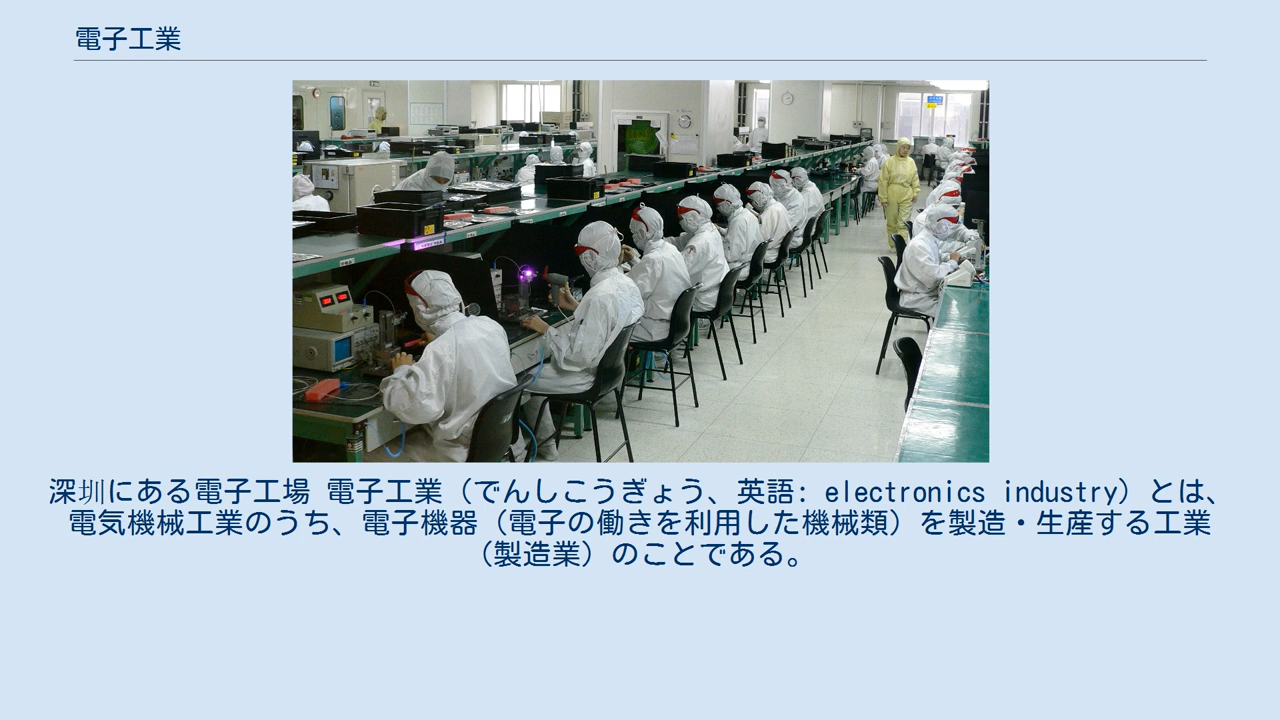 電子工業
深圳にある電子工場 電子工業（でんしこうぎょう、英語: electronics industry）とは、
電気機械工業のうち、電子機器（電子の働きを利用した機械類）を製造・生産する工業
（製造業）のことである。